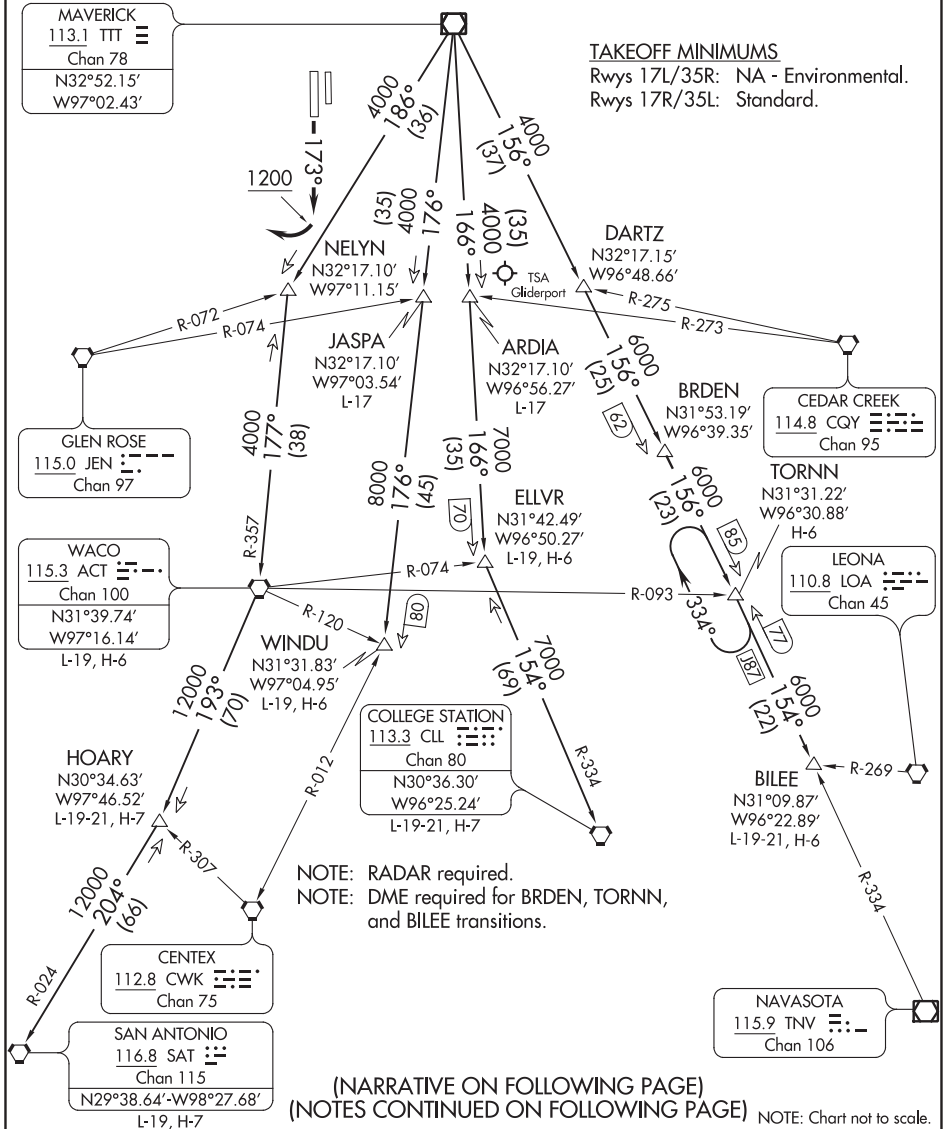 MAVERICK
113.1 TTT
Chan 78
N32°52.15'
W97°02.43'
TAKEOFF MINIMUMS
Rwys 17L/35R: NA - Environmental.
Rwys 17R/35L: Standard.
4000
186°
(36)
4000
156°
(37)
173°
1200
(35)
4000
176°
(35)
4000
166°
NELYN
N32°17.10'
W97°11.15'
TSA
Gliderport
DARTZ
N32°17.15'
W96°48.66'
R-072
R-074
R-275
R-273
JASPA
N32°17.10'
W97°03.54'
L-17
ARDIA
N32°17.10'
W96°56.27'
L-17
6000
156°
(25)
62
BRDEN
N31°53.19'
W96°39.35'
CEDAR CREEK
114.8 CQY
Chan 95
GLEN ROSE
115.0 JEN
Chan 97
4000
177°
(38)
R-357
8000
176°
(45)
7000
166°
(35)
70
ELLVR
N31°42.49'
W96°50.27'
L-19, H-6
6000
156°
(23)
85
TORNN
N31°31.22'
W96°30.88'
H-6
WACO
115.3 ACT
Chan 100
N31°39.74'
W97°16.14'
L-19, H-6
R-074
R-093
R-120
80
334°
77
J87
LEONA
110.8 LOA
Chan 45
WINDU
N31°31.83'
W97°04.95'
L-19, H-6
12000
193°
(70)
7000
154°
(69)
R-334
6000
154°
(22)
COLLEGE STATION
113.3 CLL
Chan 80
N30°36.30'
W96°25.24'
L-19-21, H-7
HOARY
N30°34.63'
W97°46.52'
L-19-21, H-7
R-012
BILEE
N31°09.87'
W96°22.89'
L-19-21, H-6
R-269
R-307
R-334
NOTE: RADAR required.
NOTE: DME required for BRDEN, TORNN,
and BILEE transitions.
12000
204°
(66)
R-024
CENTEX
112.8 CWK
Chan 75
NAVASOTA
115.9 TNV
Chan 106
SAN ANTONIO
116.8 SAT
Chan 115
N29°38.64'-W98°27.68'
L-19, H-7
(NARRATIVE ON FOLLOWING PAGE)
(NOTES CONTINUED ON FOLLOWING PAGE)
NOTE: Chart not to scale.